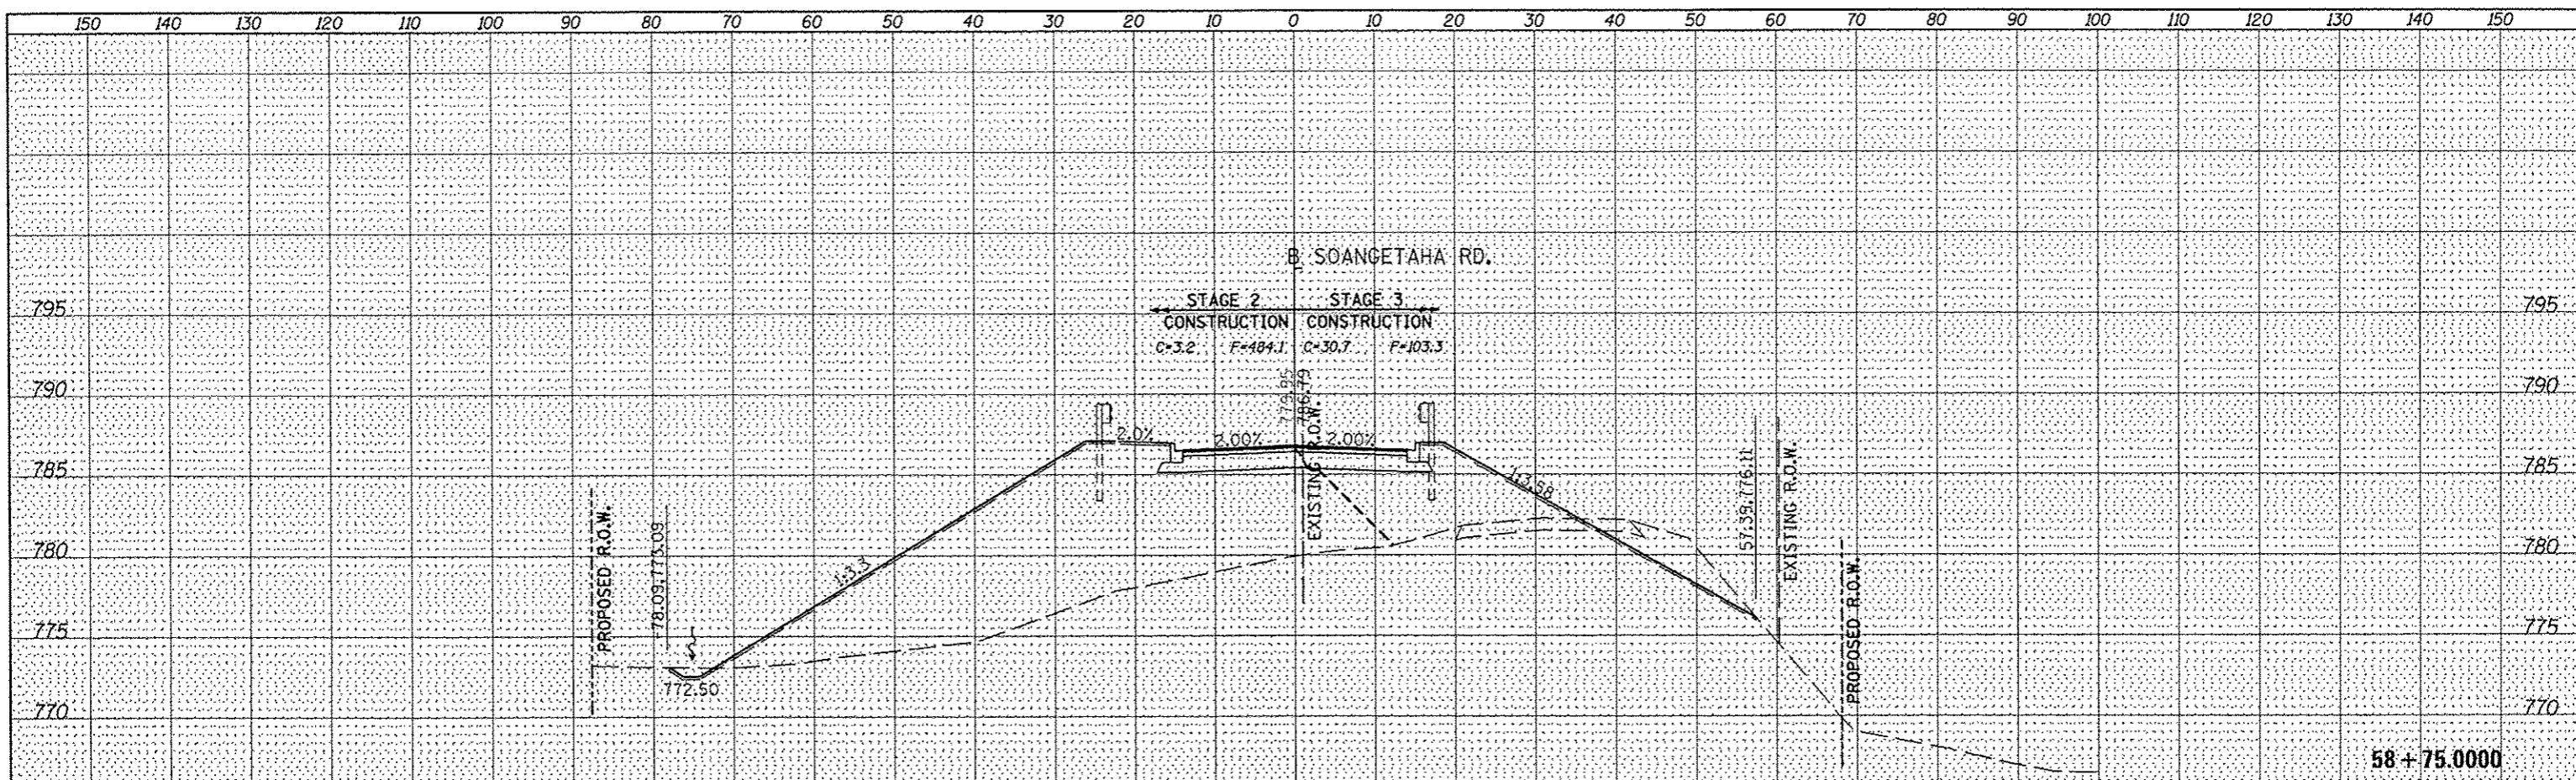 150 140 130 120 110 100 90 80 70 60 50 40 30 20 10 0 10 20 30 40 50 60 70 80 90 100 110 120 130 140 150
B SOANGETAHA RD.
795 STAGE 2 STAGE 3 795
CONSTRUCTION CONSTRUCTION
C=3.2 F=484.1 C=30.7 F=103.3
790 790
779.95
786.79
EXISTING R.O.W.
2.0% 2.00% 2.00%
785 785
1:3.58
57.39,776.11
EXISTING R.O.W.
780 780
1:3.3
PROPOSED R.O.W.
-78.09,773.09
775 775
772.50
PROPOSED R.O.W.
770 770
58+75.0000